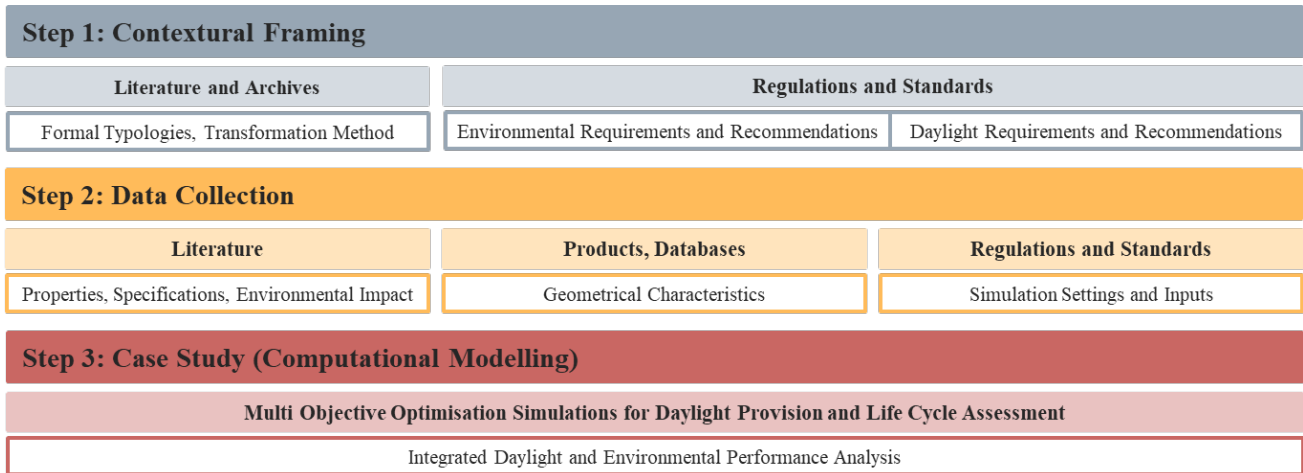 Step 1: Contextural Framing
Literature and Archives
Regulations and Standards
Formal Typologies, Transformation Method
Environmental Requirements and Recommendations
Daylight Requirements and Recommendations
Step 2: Data Collection
Literature
Products, Databases
Regulations and Standards
Properties, Specifications, Environmental Impact
Geometrical Characteristics
Simulation Settings and Inputs
Step 3: Case Study (Computational Modelling)
Multi Objective Optimisation Simulations for Daylight Provision and Life Cycle Assessment
Integrated Daylight and Environmental Performance Analysis